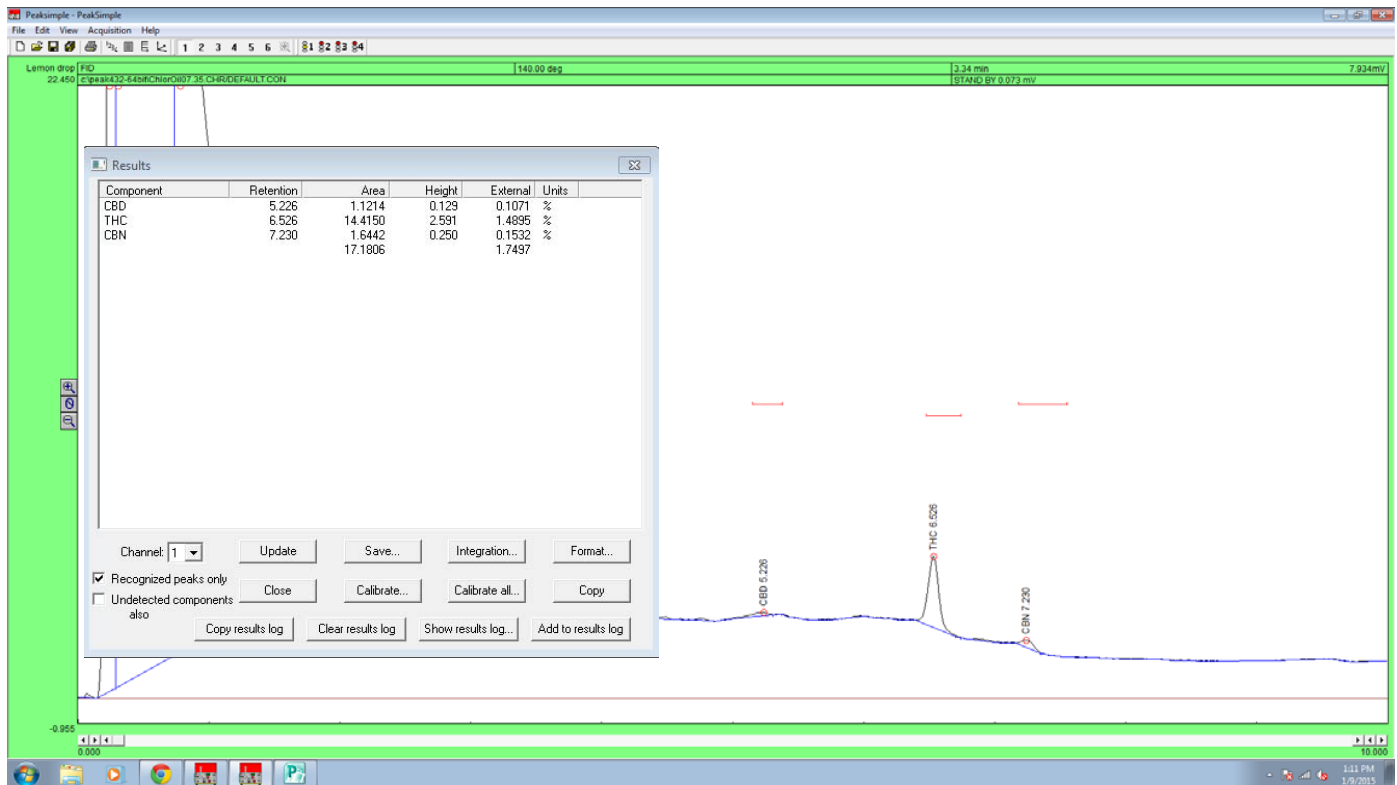 Peaksimple - PeakSimple
File Edit View Acquisition Help
1 2 3 4 5 6 1 2 3 4
Lemon drop FID 140.00 deg 3.34 min 7.934mV
22.450 STAND BY 0.073 mV
Results
Component Retention Area Height External Units
CBD 5.226 1.1214 0.129 0.1071 %
THC 6.526 14.4150 2.591 1.4895 %
CBN 7.230 1.6442 0.250 0.1532 %
17.1806 1.7497
THC 6.526
CBD 5.226
CBN 7.230
Channel: 1 Update Save... Integration... Format...
Recognized peaks only
Close Calibrate... Calibrate all... Copy
Undetected components
also
Copy results log Clear results log Show results log... Add to results log
-0.955
0.000 10.000
1:11 PM
1/9/2015